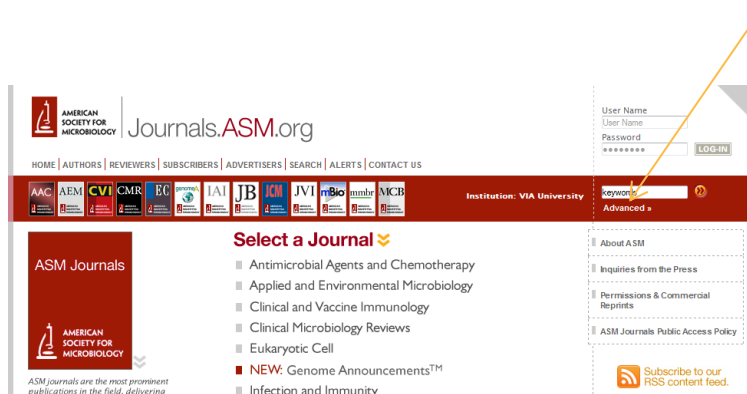 AMERICAN
SOCIETY FOR
MICROBIOLOGY
Journals.ASM.org
User Name
User Name
Password
LOG-IN
HOME | AUTHORS | REVIEWERS | SUBSCRIBERS | ADVERTISERS | SEARCH | ALERTS | CONTACT US
AAC AEM CVI CMR EC genomeA IAI JB JCM JVI mBio mmbr MCB
Institution: VIA University
keywords
Advanced »
Select a Journal
ASM Journals
AMERICAN
SOCIETY FOR
MICROBIOLOGY
ASM journals are the most prominent
publications in the field, delivering
Antimicrobial Agents and Chemotherapy
Applied and Environmental Microbiology
Clinical and Vaccine Immunology
Clinical Microbiology Reviews
Eukaryotic Cell
NEW: Genome Announcements™
Infection and Immunity
About ASM
Inquiries from the Press
Permissions & Commercial
Reprints
ASM Journals Public Access Policy
Subscribe to our
RSS content feed.